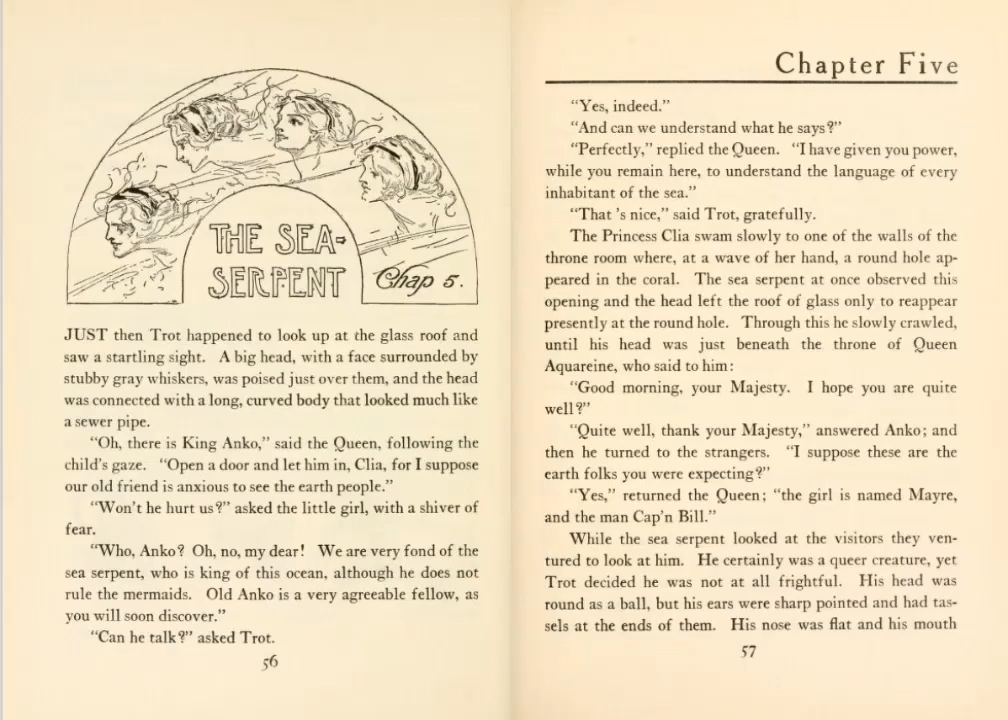 THE SEA-
SERPENT
Chap 5.
JUST then Trot happened to look up at the glass roof and
saw a startling sight. A big head, with a face surrounded by
stubby gray whiskers, was poised just over them, and the head
was connected with a long, curved body that looked much like
a sewer pipe.
“Oh, there is King Anko,” said the Queen, following the
child's gaze. “Open a door and let him in, Clia, for I suppose
our old friend is anxious to see the earth people.”
“Won't he hurt us?” asked the little girl, with a shiver of
fear.
“Who, Anko? Oh, no, my dear! We are very fond of the
sea serpent, who is king of this ocean, although he does not
rule the mermaids. Old Anko is a very agreeable fellow, as
you will soon discover.”
“Can he talk?” asked Trot.
56
Chapter Five
“Yes, indeed.”
“And can we understand what he says?”
“Perfectly,” replied the Queen. “I have given you power,
while you remain here, to understand the language of every
inhabitant of the sea.”
“That 's nice,” said Trot, gratefully.
The Princess Clia swam slowly to one of the walls of the
throne room where, at a wave of her hand, a round hole ap-
peared in the coral. The sea serpent at once observed this
opening and the head left the roof of glass only to reappear
presently at the round hole. Through this he slowly crawled,
until his head was just beneath the throne of Queen
Aquareine, who said to him:
“Good morning, your Majesty. I hope you are quite
well?”
“Quite well, thank your Majesty,” answered Anko; and
then he turned to the strangers. “I suppose these are the
earth folks you were expecting?”
“Yes,” returned the Queen; “the girl is named Mayre,
and the man Cap'n Bill.”
While the sea serpent looked at the visitors they ven-
tured to look at him. He certainly was a queer creature, yet
Trot decided he was not at all frightful. His head was
round as a ball, but his ears were sharp pointed and had tas-
sels at the ends of them. His nose was flat and his mouth
57